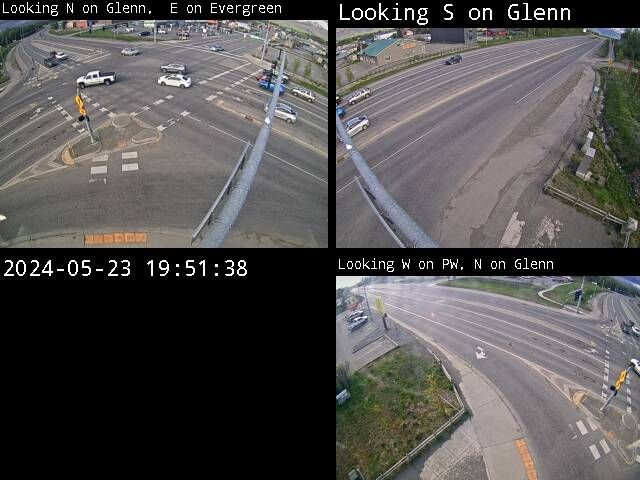 Looking N on Glenn,  E on Evergreen
Looking S on Glenn
2024-05-23 19:51:38
Looking W on PW, N on Glenn